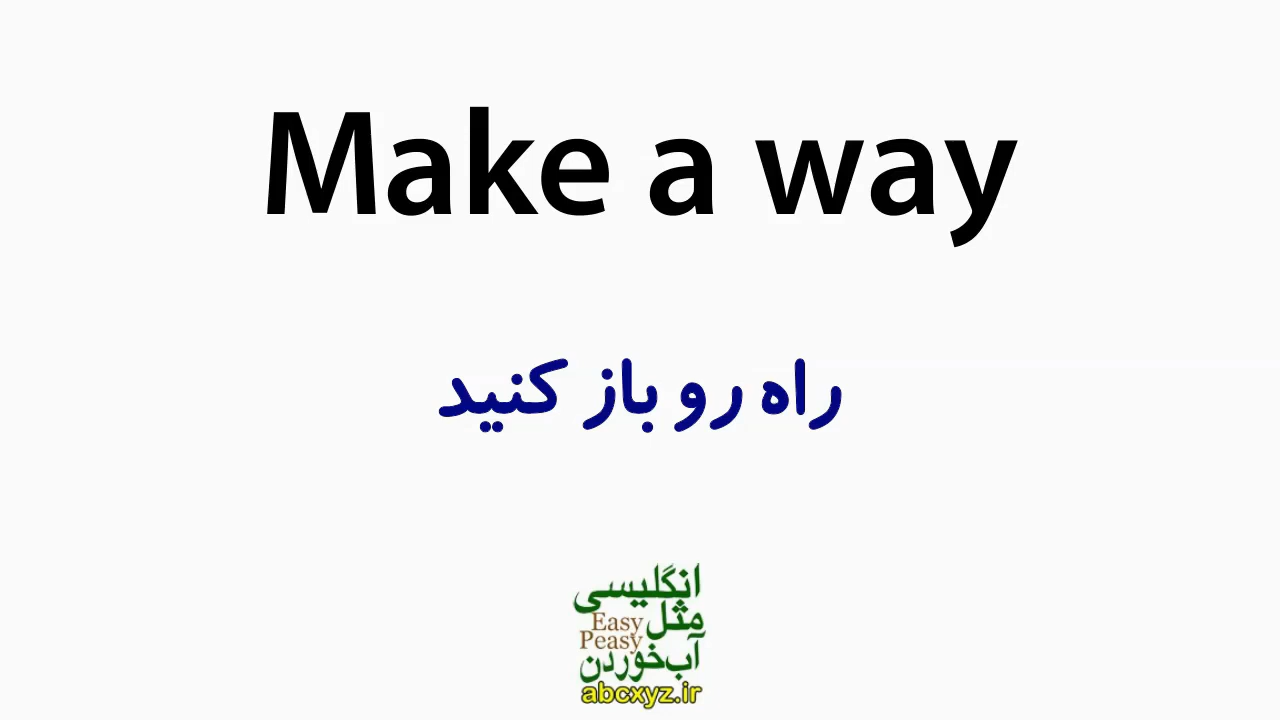 Make a way
راه رو باز کنید
انگلیسی
مثل
Easy
Peasy
آب خوردن
abcxyz.ir